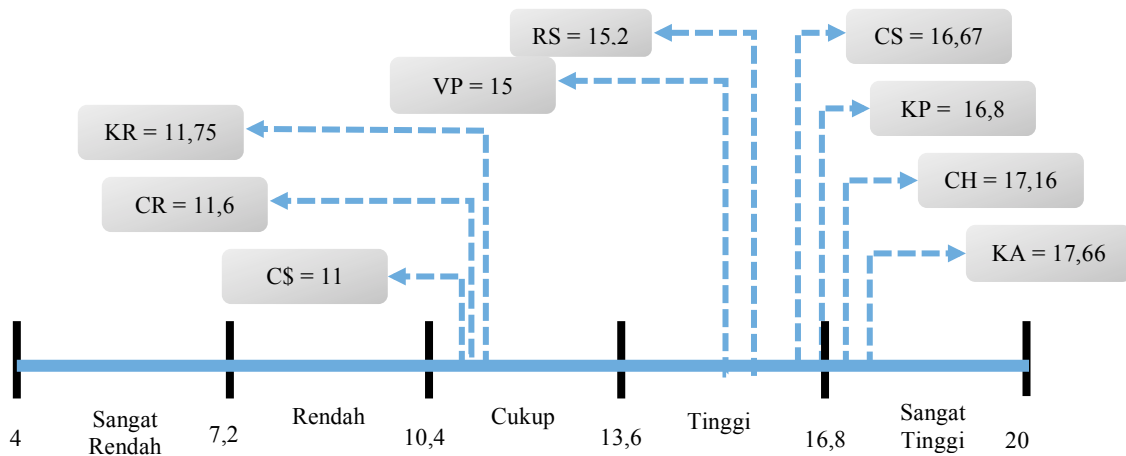 RS = 15,2
CS = 16,67
VP = 15
KP = 16,8
KR = 11,75
CH = 17,16
CR = 11,6
KA = 17,66
C$ = 11
4
Sangat
Rendah
7,2
Rendah
10,4
Cukup
13,6
Tinggi
16,8
Sangat
Tinggi
20